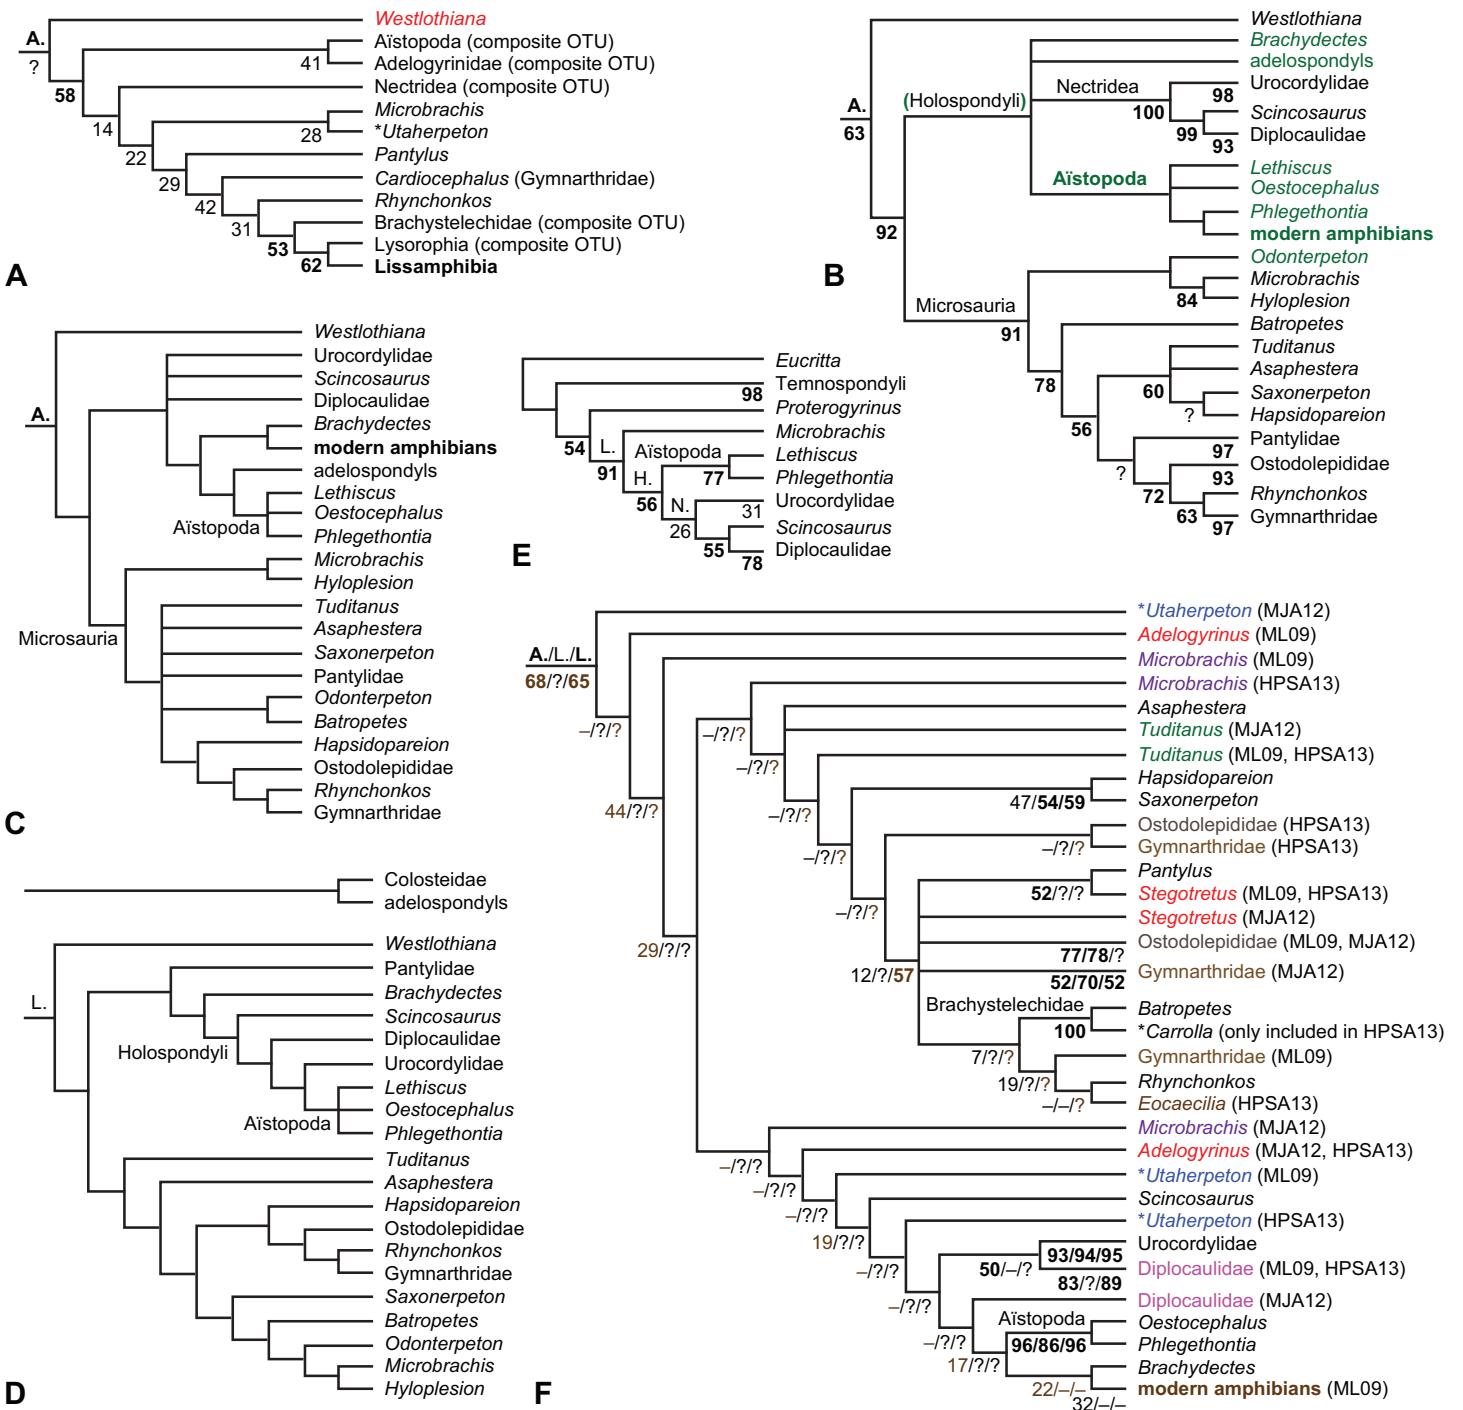 Westlothiana
A.
?
Aïstopoda (composite OTU)
41
Adelogyrinidae (composite OTU)
58
Nectridea (composite OTU)
14
Microbrachis
28
*Utaherpeton
22
Pantylus
29
Cardiocephalus (Gymnarthridae)
42
Rhynchonkos
31
Brachystelechidae (composite OTU)
53
Lysorophia (composite OTU)
62
Lissamphibia
A
Westlothiana
Brachydectes
adelospondyls
A.
63
(Holospondyli)
Nectridea
100
Urocordylidae
98
Scincosaurus
99
Diplocaulidae
93
Aïstopoda
Lethiscus
Oestocephalus
Phlegethontia
modern amphibians
92
Odonterpeton
Microbrachis
84
Hyloplesion
Microsauria
91
Batropetes
78
Tuditanus
60
Asaphestera
Saxonerpeton
?
Hapsidopareion
56
Pantylidae
97
?
Ostodolepididae
93
72
Rhynchonkos
63
Gymnarthridae
97
B
Westlothiana
Urocordylidae
Scincosaurus
Diplocaulidae
A.
Brachydectes
modern amphibians
adelospondyls
Lethiscus
Oestocephalus
Aïstopoda
Phlegethontia
Microbrachis
Hyloplesion
Tuditanus
Asaphestera
Microsauria
Saxonerpeton
Pantylidae
Odonterpeton
Batropetes
Hapsidopareion
Ostodolepididae
Rhynchonkos
Gymnarthridae
C
Eucritta
Temnospondyli
98
Proterogyrinus
54
L.
91
Microbrachis
Aïstopoda
Lethiscus
77
Phlegethontia
H.
56
N.
26
Urocordylidae
31
Scincosaurus
55
Diplocaulidae
78
E
Colosteidae
adelospondyls
Westlothiana
L.
Pantylidae
Brachydectes
Scincosaurus
Holospondyli
Diplocaulidae
Urocordylidae
Lethiscus
Oestocephalus
Aïstopoda
Phlegethontia
Tuditanus
Asaphestera
Hapsidopareion
Ostodolepididae
Rhynchonkos
Gymnarthridae
Saxonerpeton
Batropetes
Odonterpeton
Microbrachis
Hyloplesion
D
*Utaherpeton (MJA12)
A./L./L.
68/?/65
Adelogyrinus (ML09)
–/?/?
Microbrachis (ML09)
44/?/?
Microbrachis (HPSA13)
–/?/?
Asaphestera
Tuditanus (MJA12)
–/?/?
Tuditanus (ML09, HPSA13)
–/?/?
Hapsidopareion
47/54/59
Saxonerpeton
–/?/?
Ostodolepididae (HPSA13)
–/?/?
Gymnarthridae (HPSA13)
–/?/?
Pantylus
52/?/?
Stegotretus (ML09, HPSA13)
Stegotretus (MJA12)
29/?/?
Ostodolepididae (ML09, MJA12)
77/78/?
12/?/57
Gymnarthridae (MJA12)
52/70/52
Brachystelechidae
Batropetes
100
*Carrolla (only included in HPSA13)
7/?/?
Gymnarthridae (ML09)
19/?/?
Rhynchonkos
–/–/?
Eocaecilia (HPSA13)
Microbrachis (MJA12)
–/?/?
Adelogyrinus (MJA12, HPSA13)
–/?/?
*Utaherpeton (ML09)
–/?/?
Scincosaurus
19/?/?
*Utaherpeton (HPSA13)
–/?/?
Urocordylidae
93/94/95
50/–/?
Diplocaulidae (ML09, HPSA13)
83/?/89
–/?/?
Diplocaulidae (MJA12)
–/?/?
Aïstopoda
Oestocephalus
96/86/96
Phlegethontia
17/?/?
Brachydectes
22/–/–
modern amphibians (ML09)
32/–/–
F